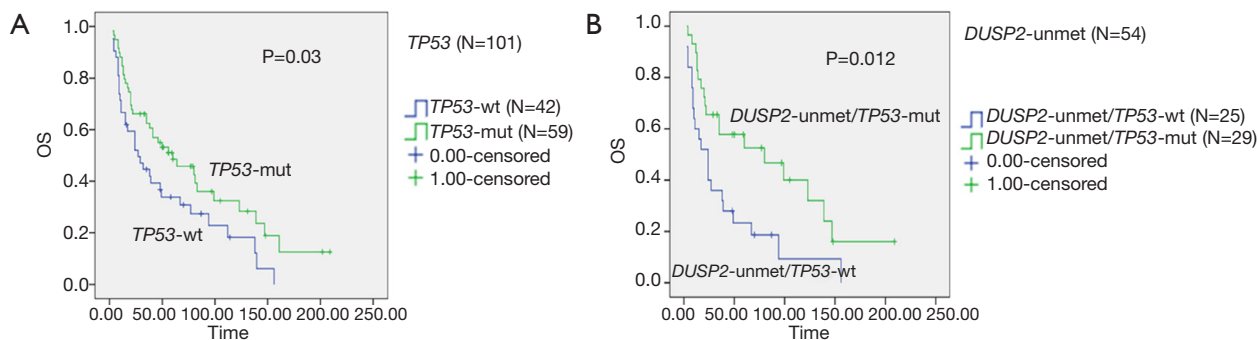 A
OS
1.0
0.8
0.6
0.4
0.2
0.0
P=0.03
TP53-mut
TP53-wt
0.00 50.00 100.00 150.00 200.00 250.00
Time
TP53 (N=101)
TP53-wt (N=42)
TP53-mut (N=59)
0.00-censored
1.00-censored
B
OS
1.0
0.8
0.6
0.4
0.2
0.0
P=0.012
DUSP2-unmet/TP53-mut
DUSP2-unmet/TP53-wt
0.00 50.00 100.00 150.00 200.00 250.00
Time
DUSP2-unmet (N=54)
DUSP2-unmet/TP53-wt (N=25)
DUSP2-unmet/TP53-mut (N=29)
0.00-censored
1.00-censored